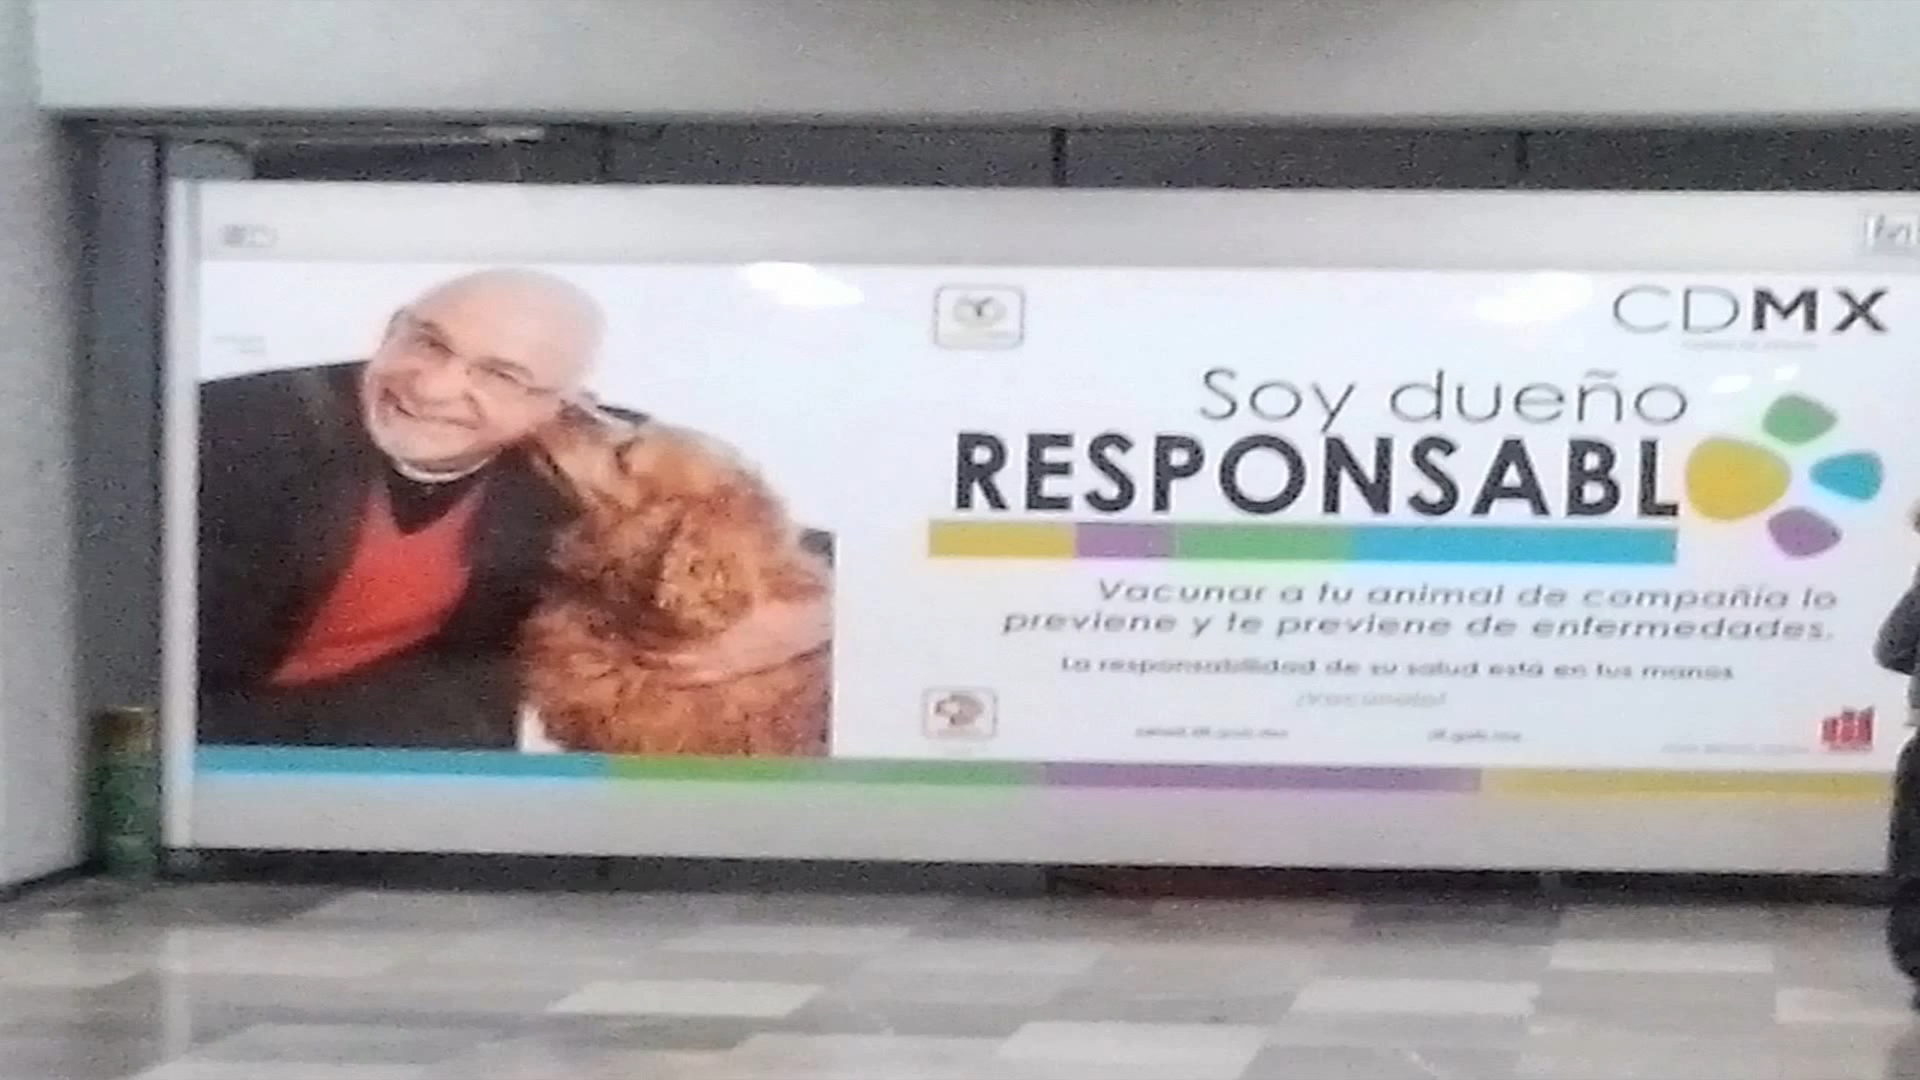 CDMX
Soy dueño
RESPONSABL
Vacunar a tu animal de compañía lo
previene y te previene de enfermedades.
La responsabilidad de su salud está en tus manos
¡Vacúnalo!